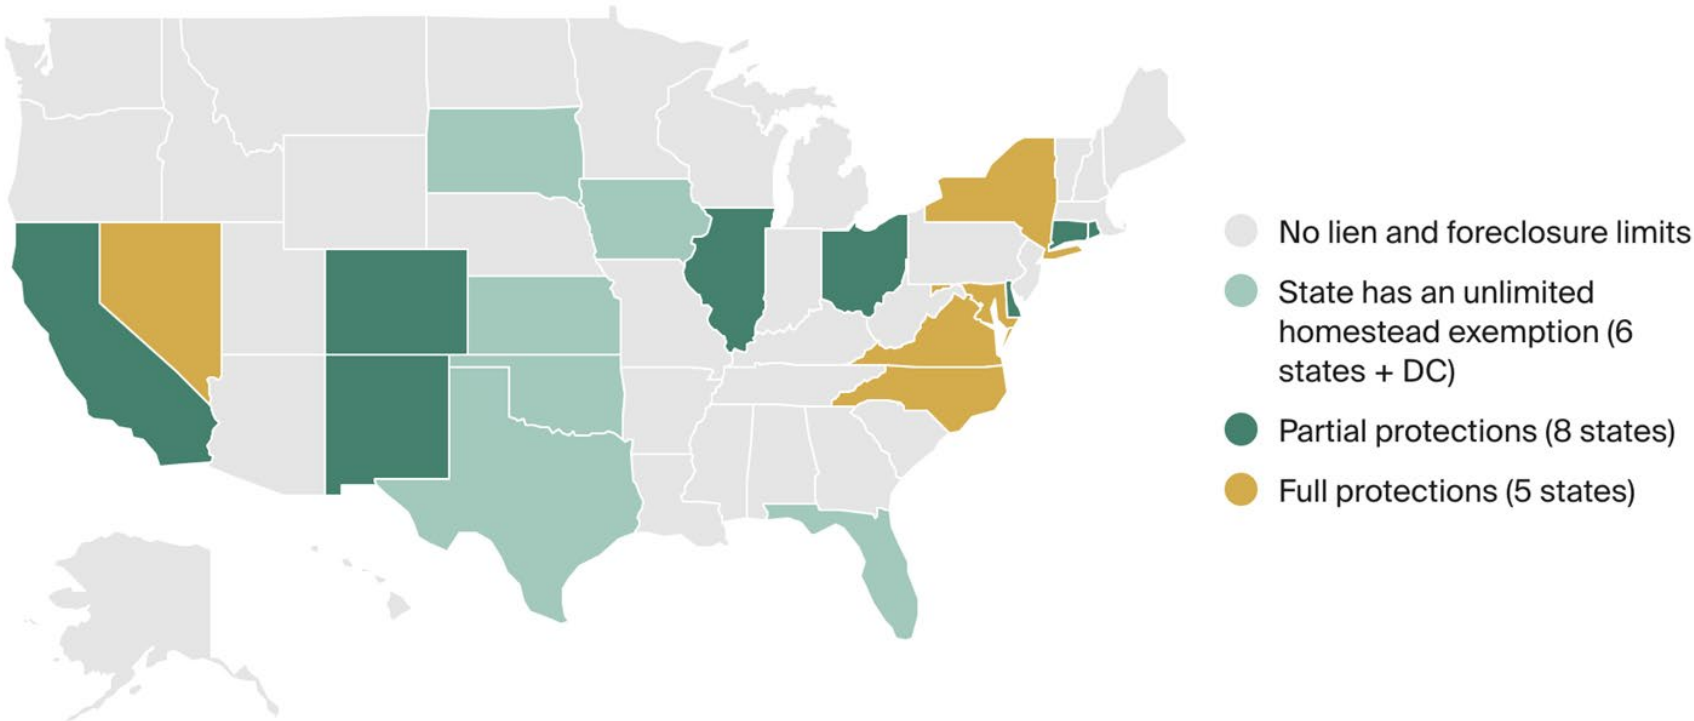 No lien and foreclosure limits
State has an unlimited
homestead exemption (6
states + DC)
Partial protections (8 states)
Full protections (5 states)